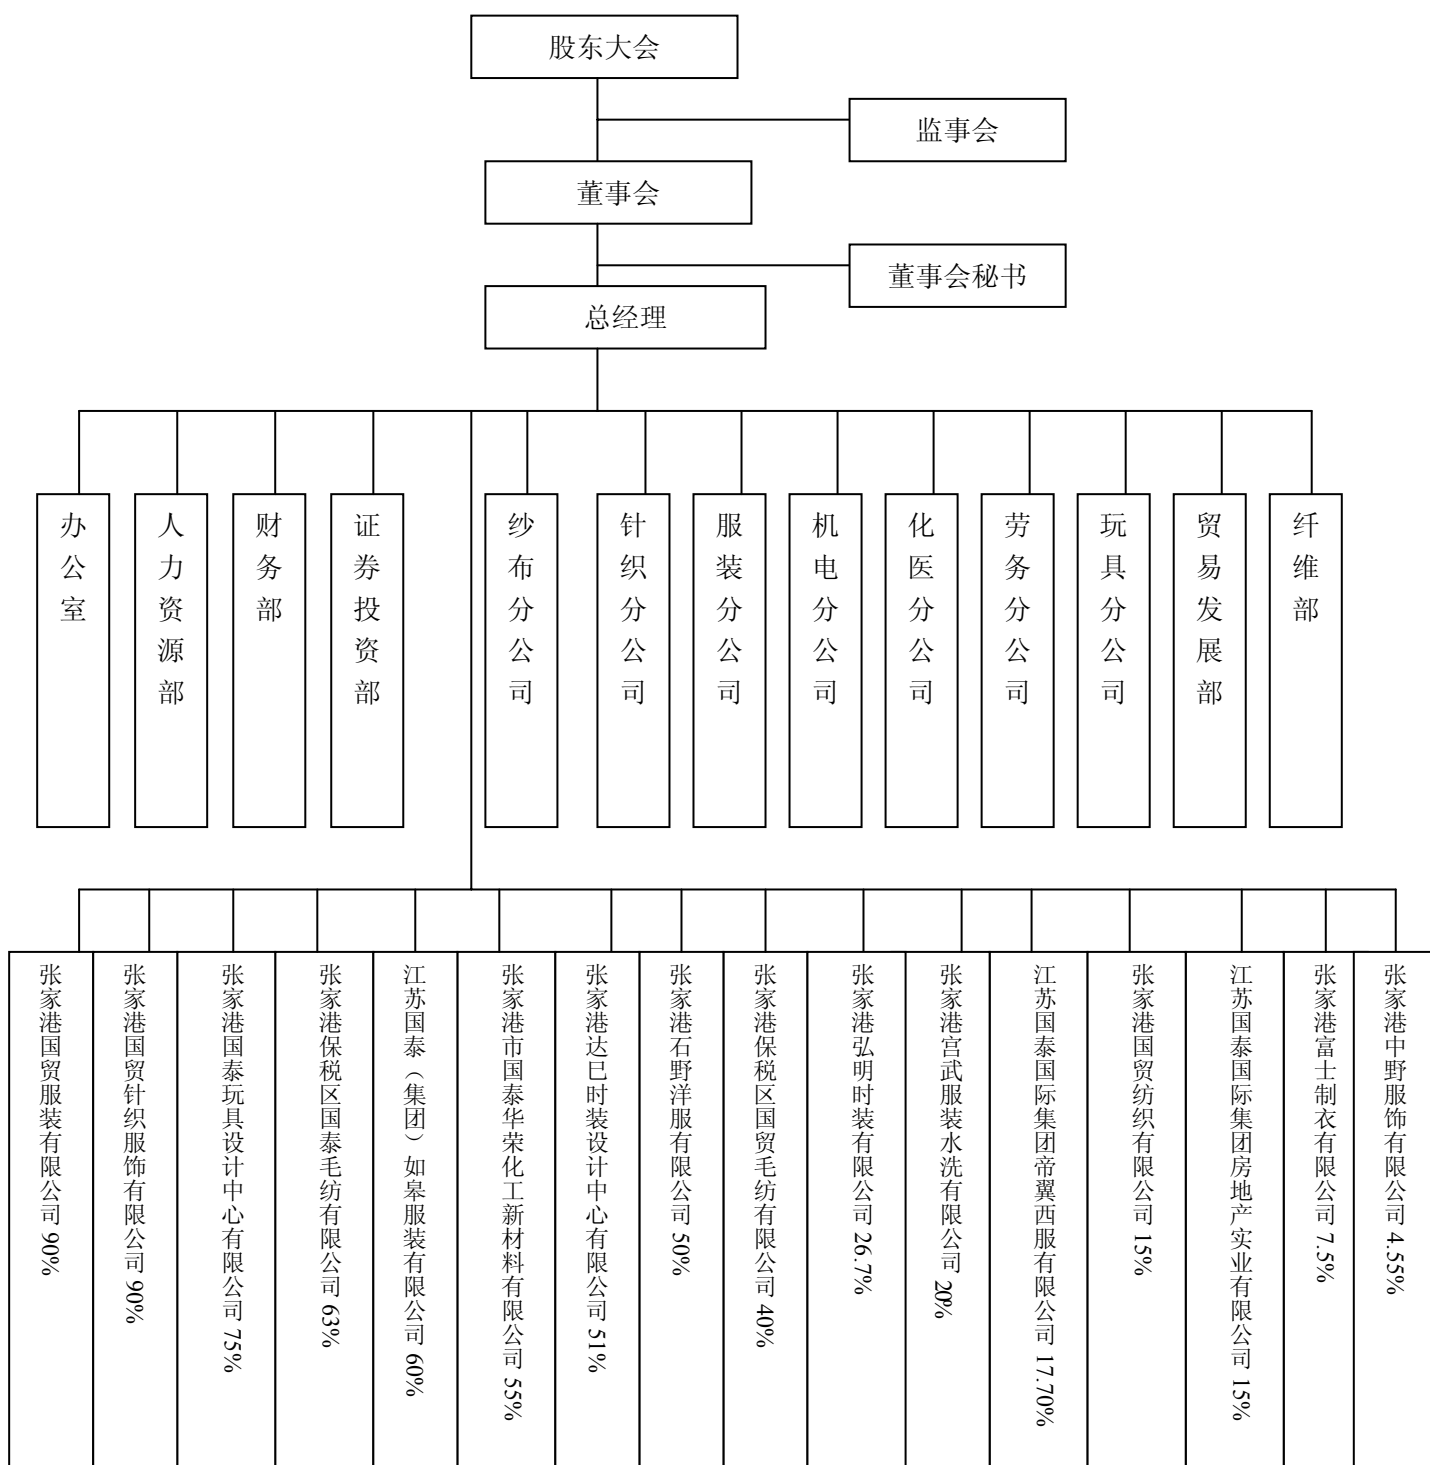 股东大会
监事会
董事会
董事会秘书
总经理
办公室
人力资源部
财务部
证券投资部
纱布分公司
针织分公司
服装分公司
机电分公司
化医分公司
劳务分公司
玩具分公司
贸易发展部
纤维部
张家港国贸服装有限公司 90%
张家港国贸针织服饰有限公司 90%
张家港国泰玩具设计中心有限公司 75%
张家港保税区国泰毛纺有限公司 63%
江苏国泰（集团）如皋服装有限公司 60%
张家港市国泰华荣化工新材料有限公司 55%
张家港达巳时装设计中心有限公司 51%
张家港石野洋服有限公司 50%
张家港保税区国贸毛纺有限公司 40%
张家港弘明时装有限公司 26.7%
张家港宫武服装水洗有限公司 20%
江苏国泰国际集团帝翼西服有限公司 17.70%
张家港国贸纺织有限公司 15%
江苏国泰国际集团房地产实业有限公司 15%
张家港富士制衣有限公司 7.5%
张家港中野服饰有限公司 4.55%